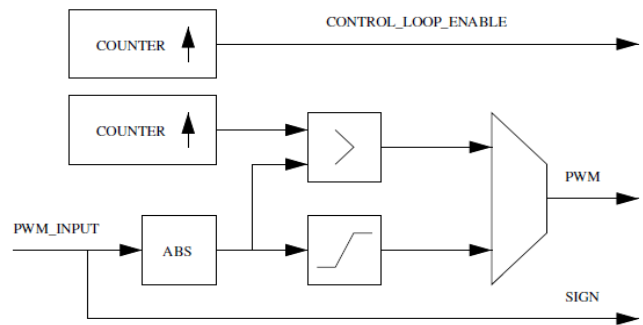 CONTROL_LOOP_ENABLE
COUNTER
COUNTER
>
PWM
PWM_INPUT
ABS
SIGN